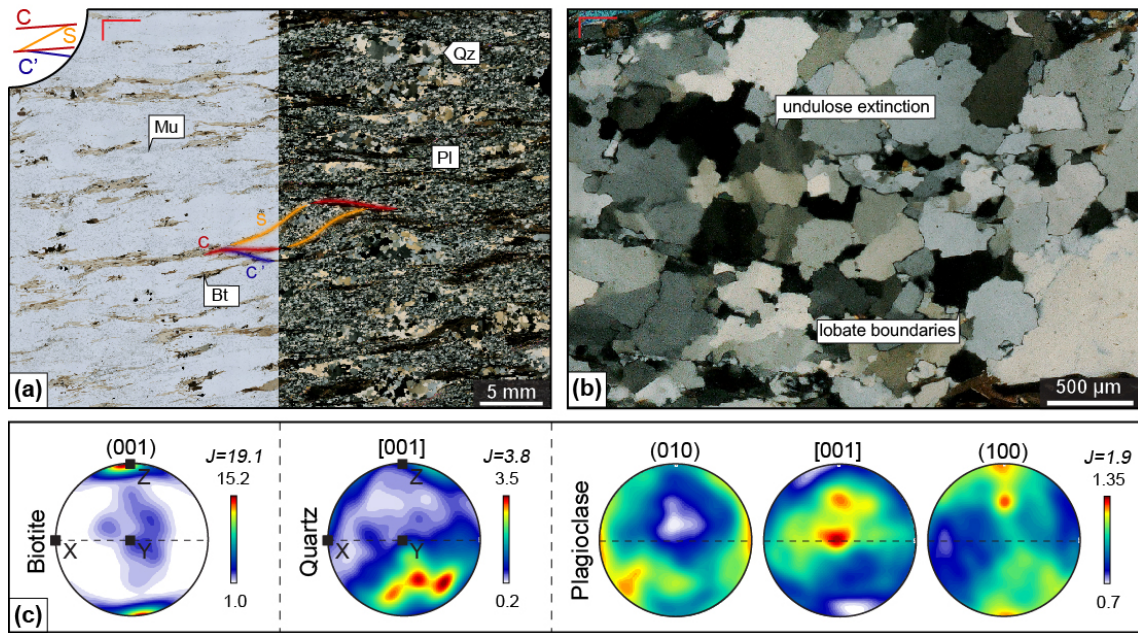 C
S
C'
Mu
Qz
Pl
S
C
C'
Bt
(a)
5 mm
undulose extinction
lobate boundaries
(b)
500 µm
(001)
J=19.1
15.2
Z
X
Y
1.0
Biotite
[001]
J=3.8
3.5
Z
X
Y
0.2
Quartz
(010)
[001]
(100)
J=1.9
1.35
0.7
Plagioclase
(c)